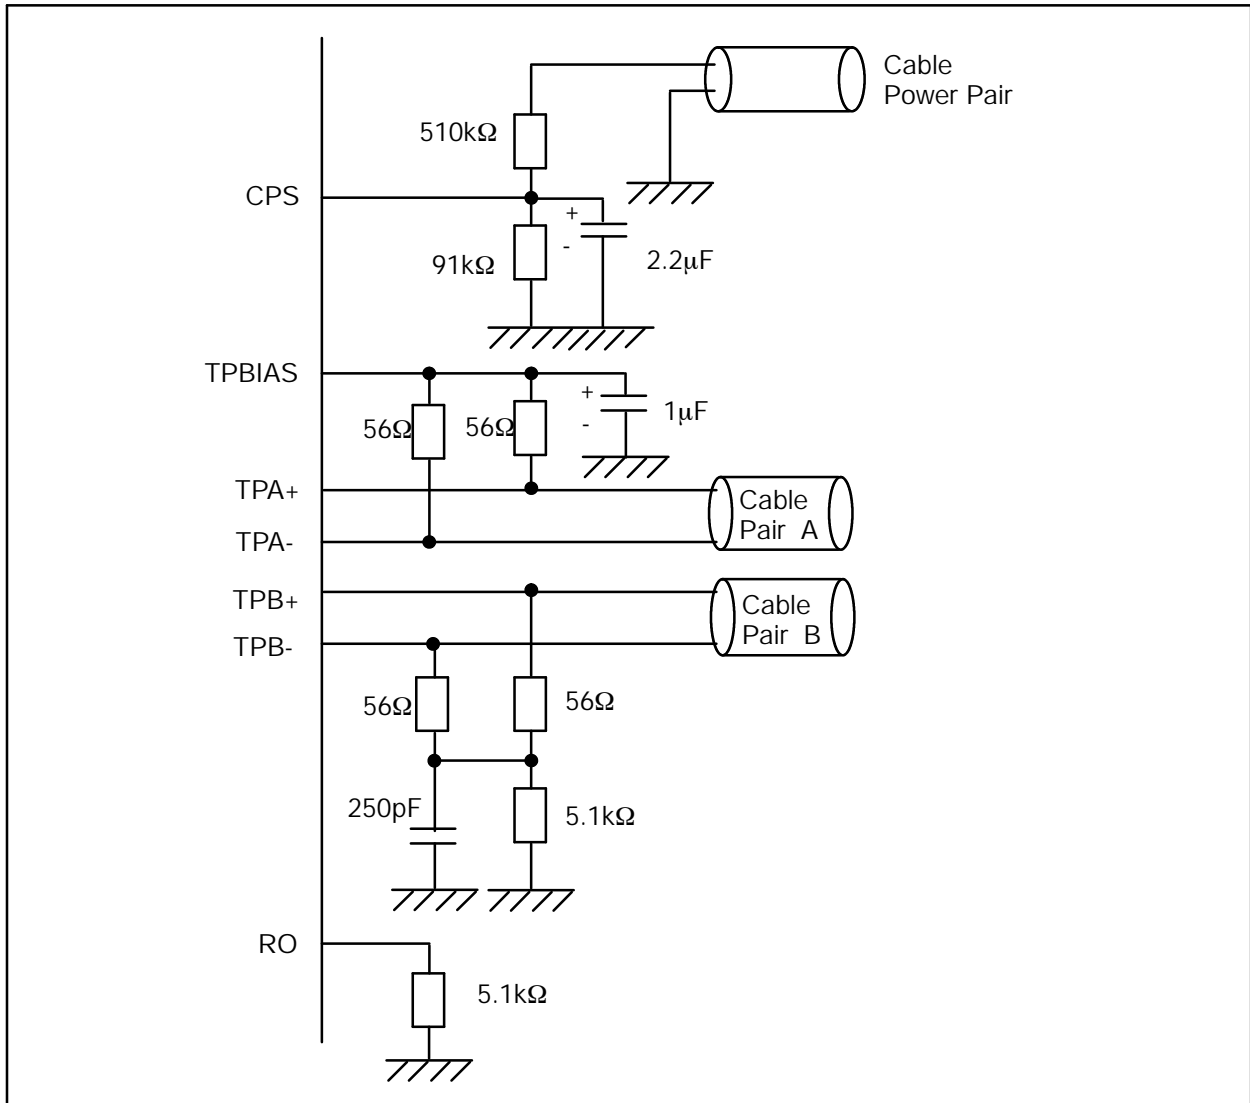 Cable
Power Pair
510kΩ
CPS
+
-
91kΩ
2.2μF
TPBIAS
+
-
1μF
56Ω
56Ω
TPA+
Cable
Pair A
TPA-
TPB+
Cable
Pair B
TPB-
56Ω
56Ω
250pF
5.1kΩ
RO
5.1kΩ